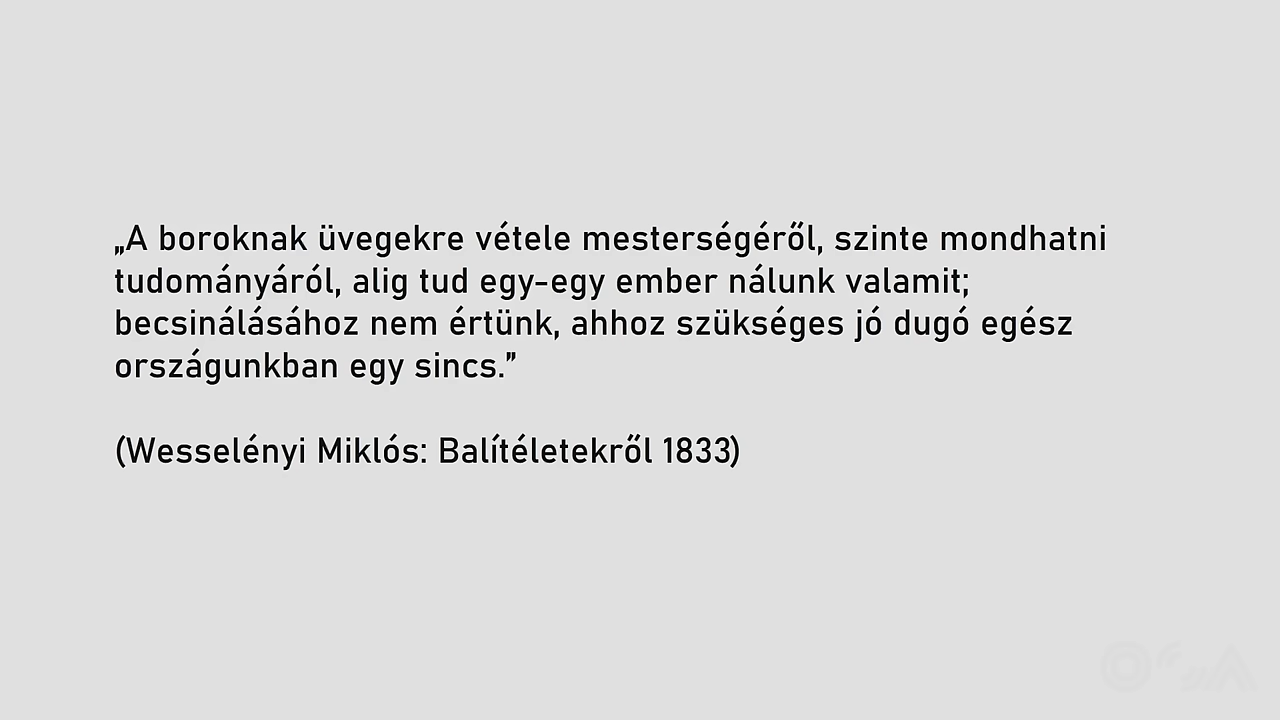 „A boroknak üvegekre vétele mesterségéről, szinte mondhatni
tudományáról, alig tud egy-egy ember nálunk valamit;
becsinálásához nem értünk, ahhoz szükséges jó dugó egész
országunkban egy sincs.”
(Wesselényi Miklós: Balítéletekről 1833)